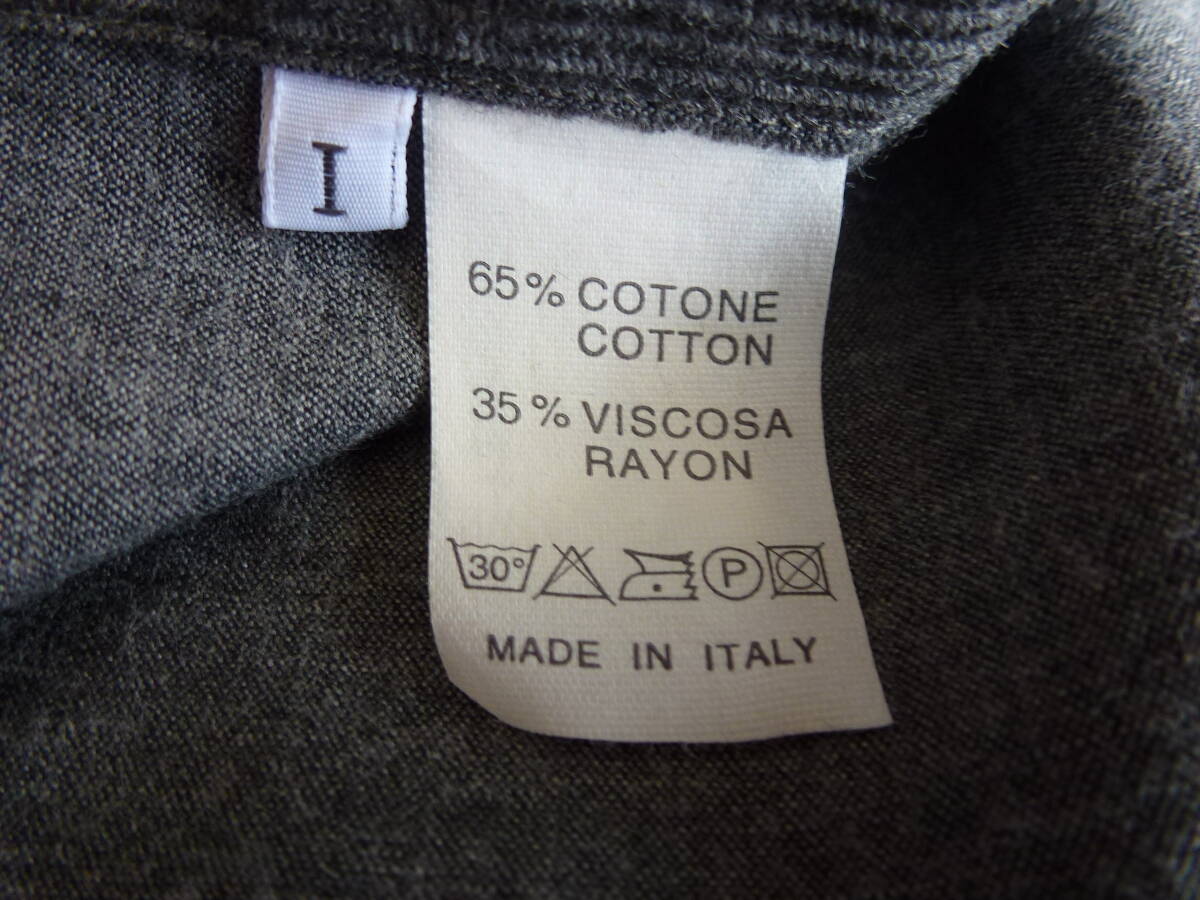 I
65% COTONE
COTTON
35% VISCOSA
RAYON
30° P
MADE IN ITALY